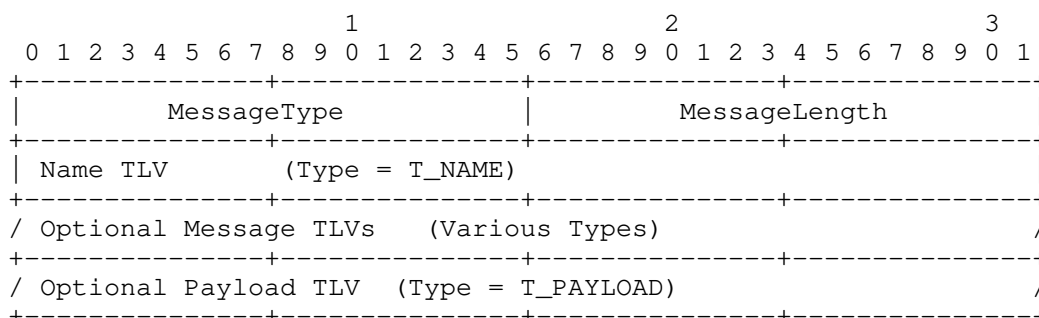 1                   2                   3
 0 1 2 3 4 5 6 7 8 9 0 1 2 3 4 5 6 7 8 9 0 1 2 3 4 5 6 7 8 9 0 1
+---------------+---------------+---------------+---------------
|         MessageType           |         MessageLength
+---------------+---------------+---------------+---------------
| Name TLV       (Type = T_NAME)
+---------------+---------------+---------------+---------------
/ Optional Message TLVs   (Various Types)                       /
+---------------+---------------+---------------+---------------
/ Optional Payload TLV  (Type = T_PAYLOAD)                      /
+---------------+---------------+---------------+---------------